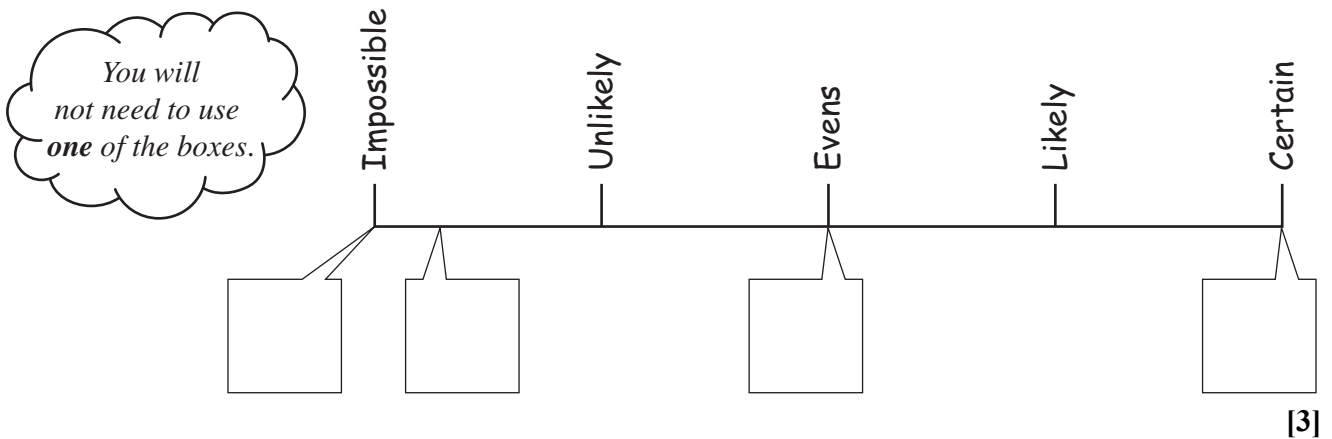 You will
not need to use
one of the boxes.
Impossible
Unlikely
Evens
Likely
Certain
[3]